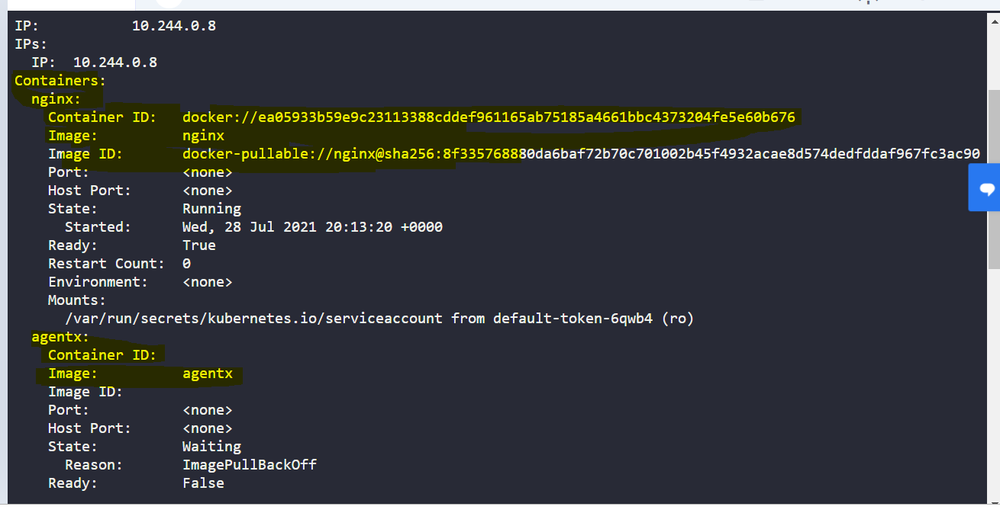 IP:           10.244.0.8
IPs:
  IP:  10.244.0.8
Containers:
  nginx:
    Container ID:   docker://ea05933b59e9c23113388cddef961165ab75185a4661bbc4373204fe5e60b676
    Image:          nginx
    Image ID:       docker-pullable://nginx@sha256:8f335768880da6baf72b70c701002b45f4932acae8d574dedfddaf967fc3ac90
    Port:           <none>
    Host Port:      <none>
    State:          Running
      Started:      Wed, 28 Jul 2021 20:13:20 +0000
    Ready:          True
    Restart Count:  0
    Environment:    <none>
    Mounts:
      /var/run/secrets/kubernetes.io/serviceaccount from default-token-6qwb4 (ro)
  agentx:
    Container ID:
    Image:          agentx
    Image ID:
    Port:           <none>
    Host Port:      <none>
    State:          Waiting
      Reason:       ImagePullBackOff
    Ready:          False